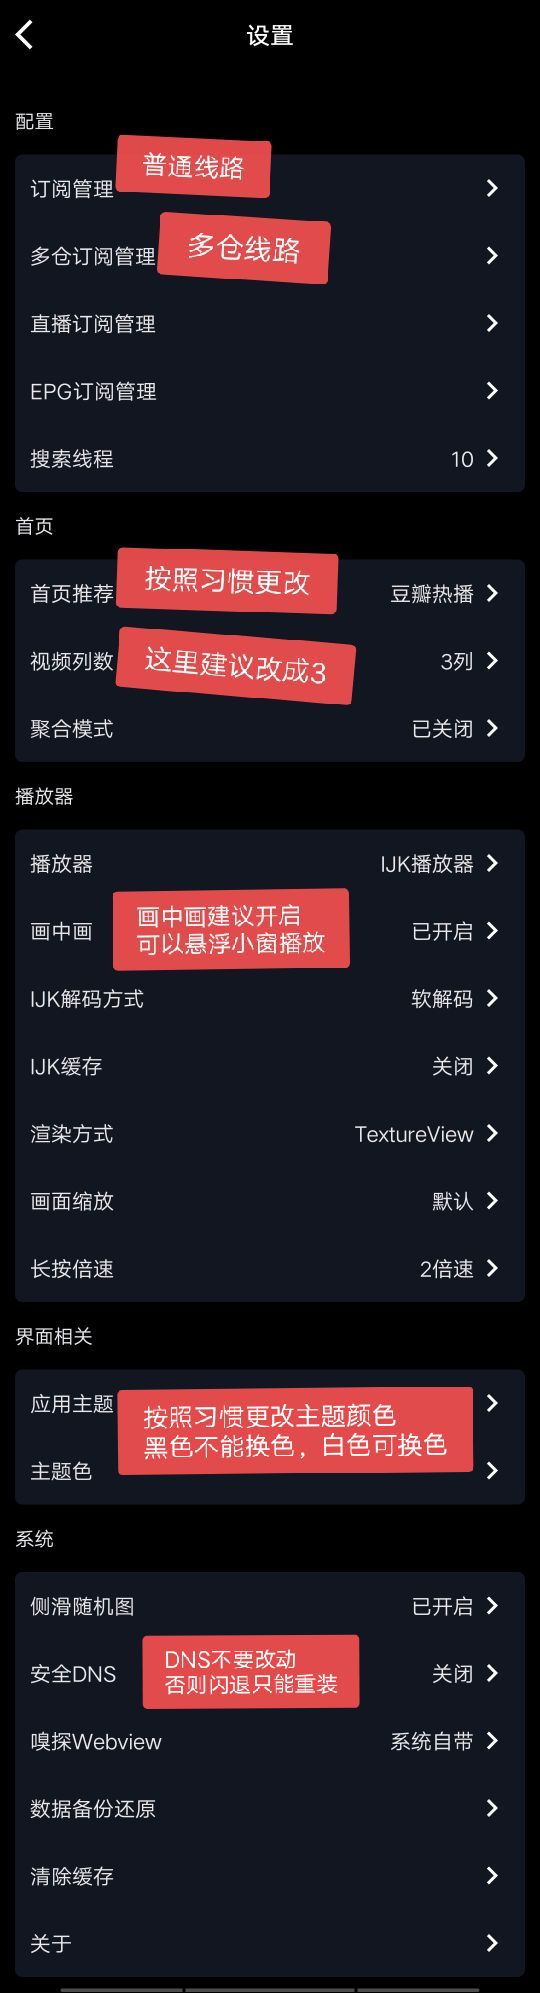 设置
配置
普通线路
订阅管理
多仓线路
多仓订阅管理
直播订阅管理
EPG订阅管理
搜索线程 10
首页
首页推荐 按照习惯更改 豆瓣热播
视频列数 这里建议改成3 3列
聚合模式 已关闭
播放器
播放器 IJK播放器
画中画 已开启
画中画建议开启
可以悬浮小窗播放
IJK解码方式 软解码
IJK缓存 关闭
渲染方式 TextureView
画面缩放 默认
长按倍速 2倍速
界面相关
应用主题
按照习惯更改主题颜色
黑色不能换色，白色可换色
主题色
系统
侧滑随机图 已开启
安全DNS 关闭
DNS不要改动
否则闪退只能重装
嗅探Webview 系统自带
数据备份还原
清除缓存
关于